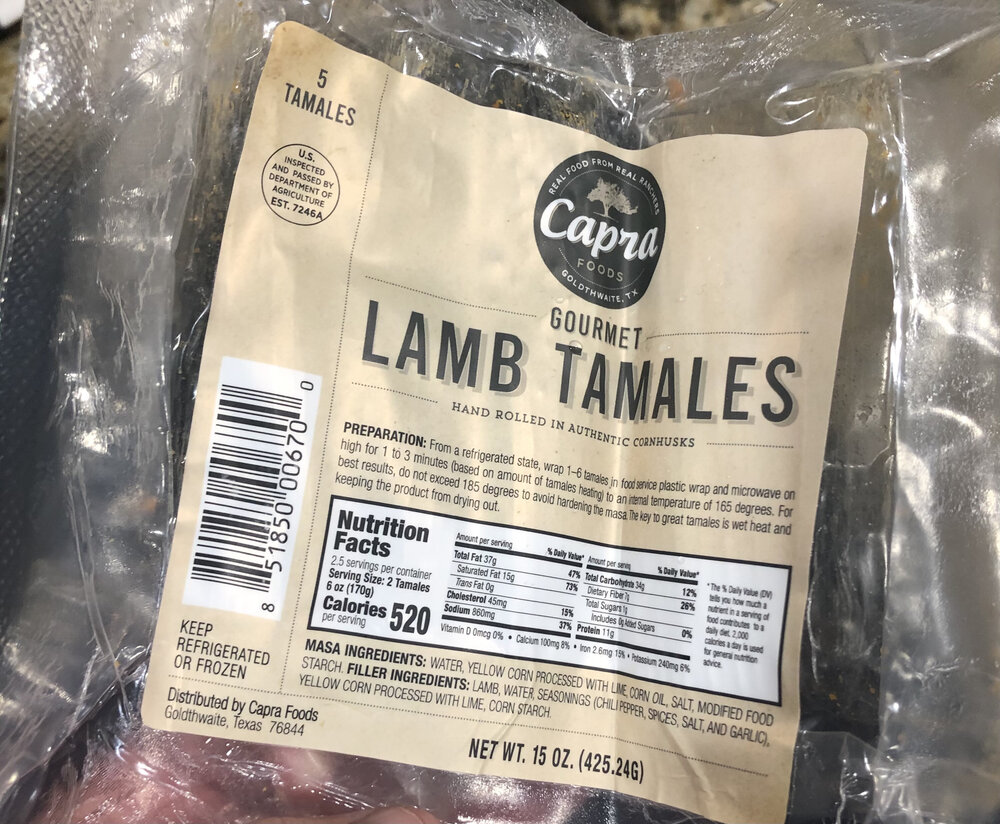 5
TAMALES
U.S.
INSPECTED
AND PASSED BY
DEPARTMENT OF
AGRICULTURE
EST. 7246A
REAL FOOD FROM REAL RANCHERS
Capra
FOODS
GOLDTHWAITE, TX
GOURMET
LAMB TAMALES
HAND ROLLED IN AUTHENTIC CORNHUSKS
PREPARATION: From a refrigerated state, wrap 1–6 tamales in food service plastic wrap and microwave on
high for 1 to 3 minutes (based on amount of tamales heating) to an internal temperature of 165 degrees. For
best results, do not exceed 185 degrees to avoid hardening the masa. The key to great tamales is wet heat and
keeping the product from drying out.
Nutrition
Facts
2.5 servings per container
Serving Size: 2 Tamales
6 oz (170g)
Calories 520
per serving
Amount per serving % Daily Value*
Total Fat 37g 47%
Saturated Fat 15g 73%
Trans Fat 0g
Cholesterol 45mg 15%
Sodium 860mg 37%
Amount per serving % Daily Value*
Total Carbohydrate 34g 12%
Dietary Fiber 7g 26%
Total Sugars 1g
Includes 0g Added Sugars 0%
Protein 11g
Vitamin D 0mcg 0% • Calcium 100mg 8% • Iron 2.6mg 15% • Potassium 240mg 6%
* The % Daily Value (DV)
tells you how much a
nutrient in a serving of
food contributes to a
daily diet. 2,000
calories a day is used
for general nutrition
advice.
MASA INGREDIENTS: WATER, YELLOW CORN PROCESSED WITH LIME, CORN OIL, SALT, MODIFIED FOOD
STARCH. FILLER INGREDIENTS: LAMB, WATER, SEASONINGS (CHILI PEPPER, SPICES, SALT, AND GARLIC),
YELLOW CORN PROCESSED WITH LIME, CORN STARCH.
NET WT. 15 OZ. (425.24G)
8 51850 00670 0
KEEP
REFRIGERATED
OR FROZEN
Distributed by Capra Foods
Goldthwaite, Texas 76844